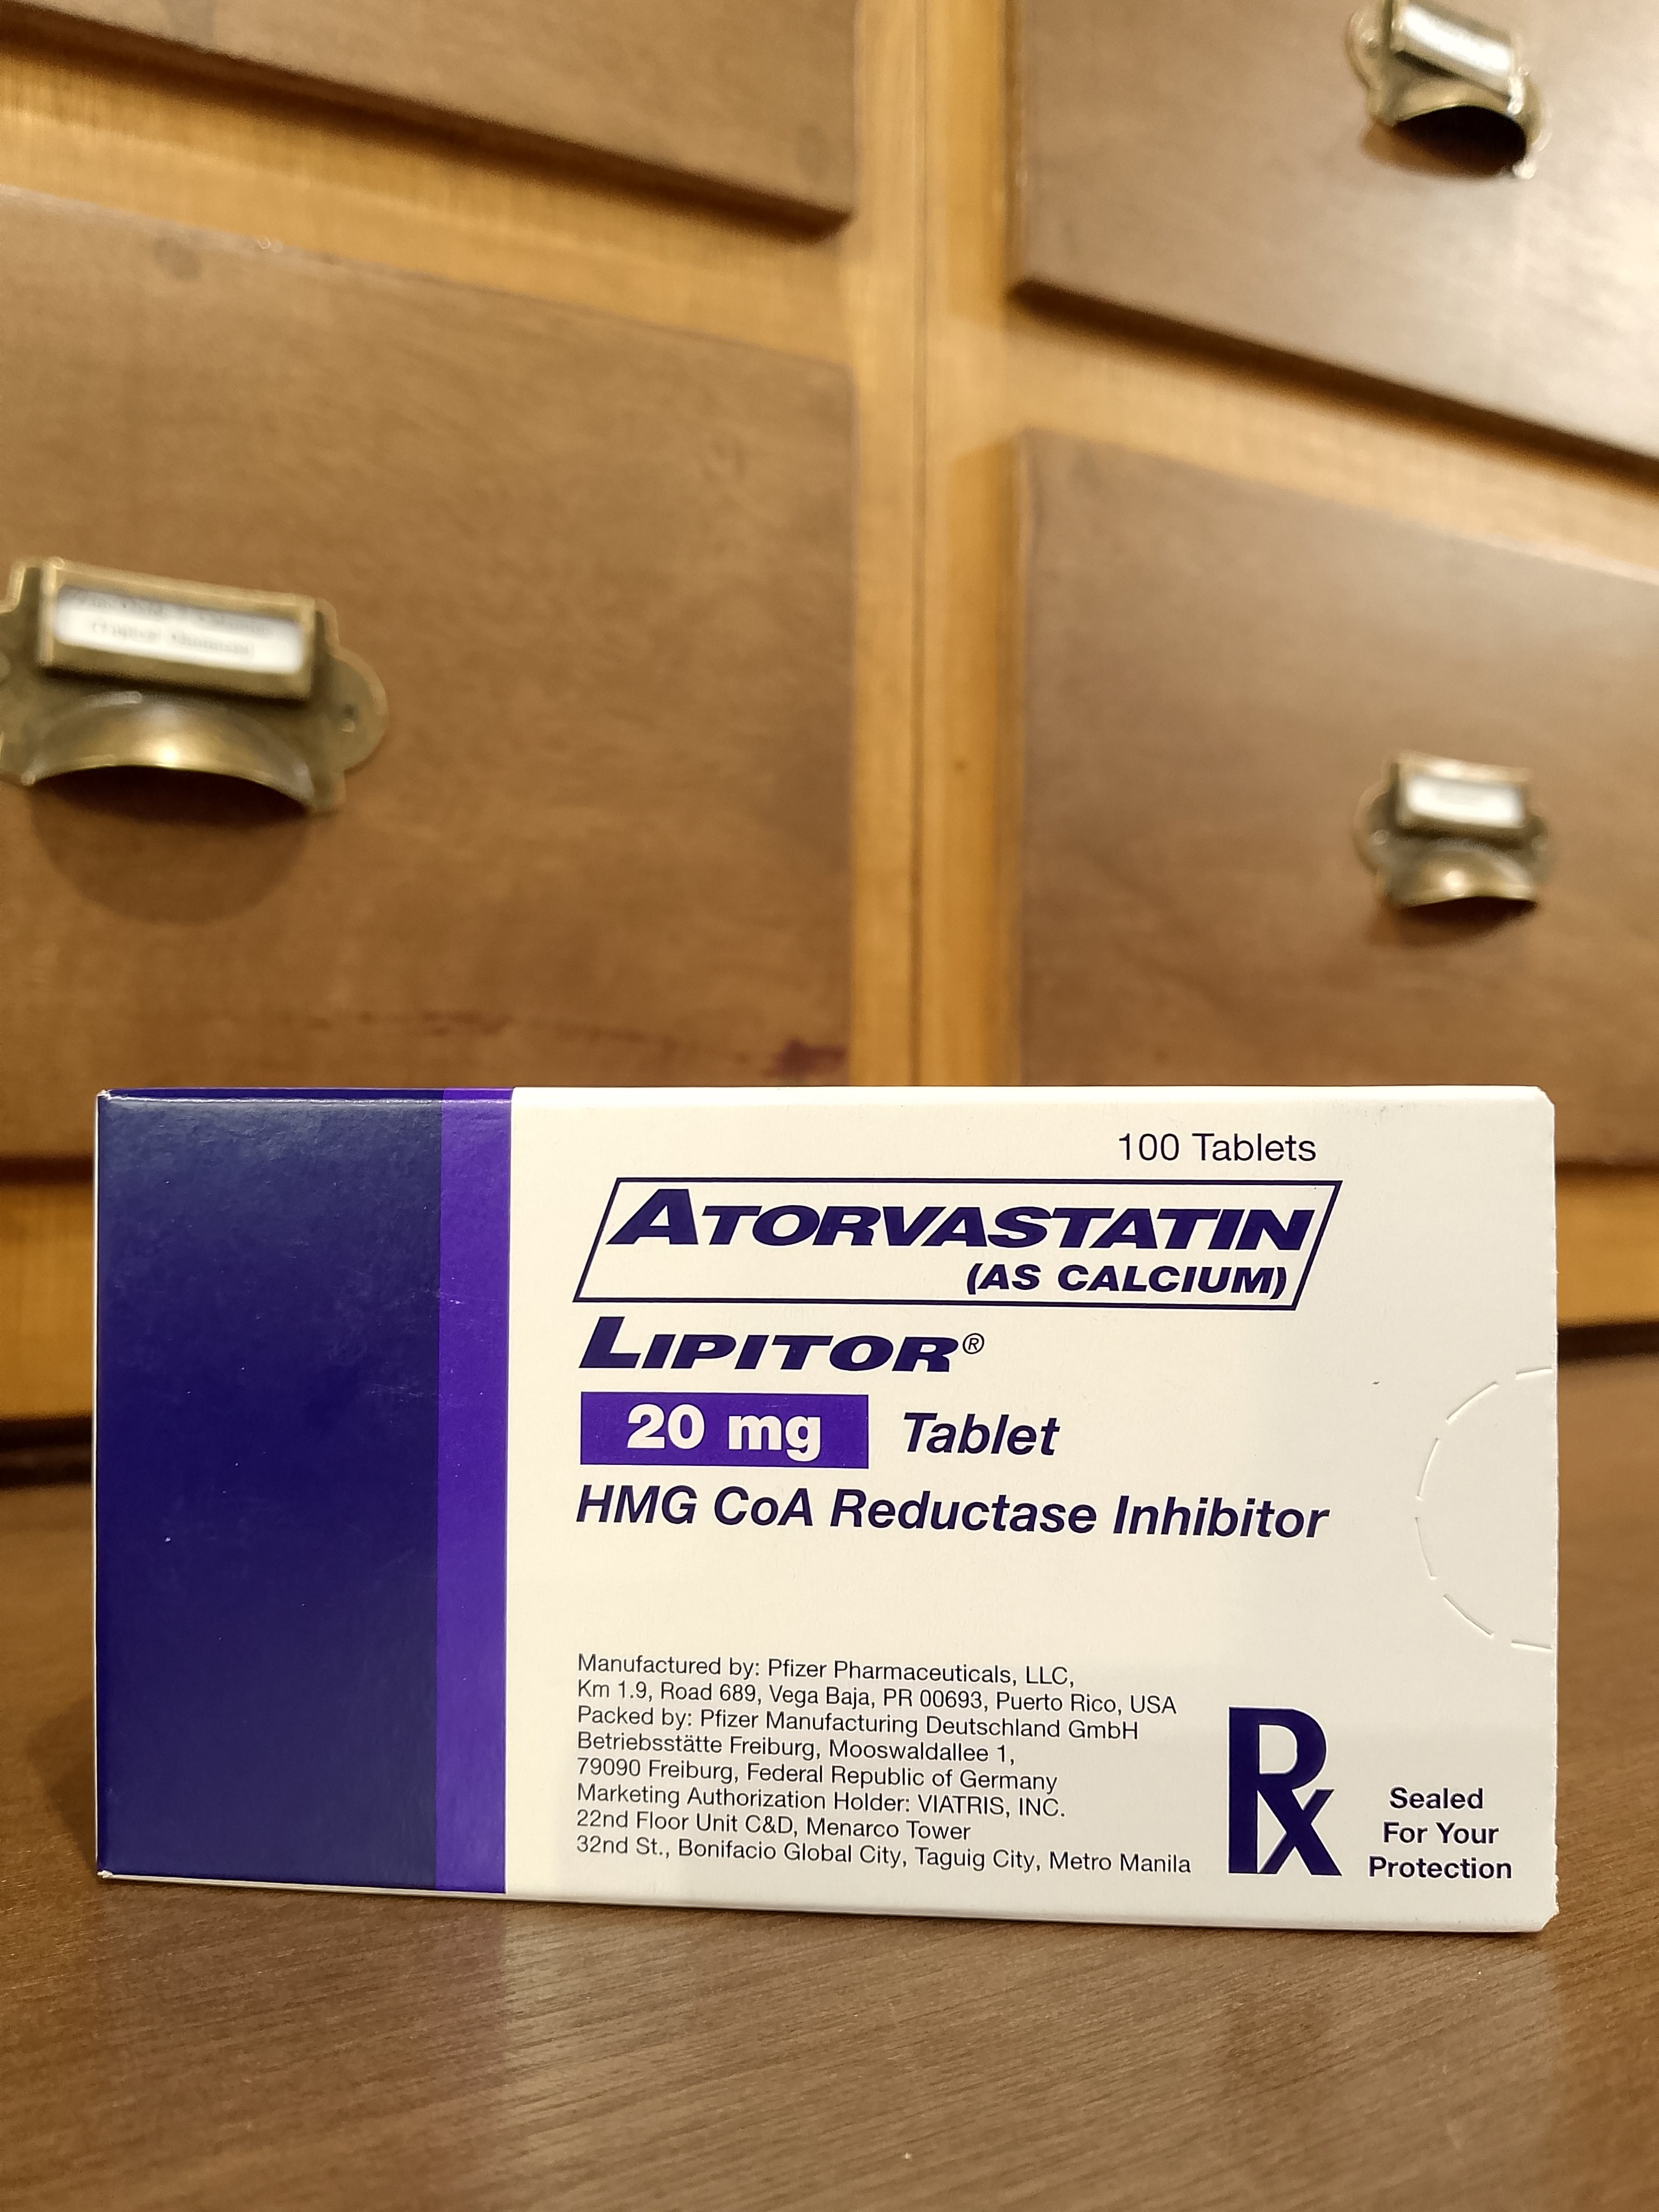 100 Tablets
ATORVASTATIN
(AS CALCIUM)
LIPITOR®
20 mg Tablet
HMG CoA Reductase Inhibitor
Manufactured by: Pfizer Pharmaceuticals, LLC,
Km 1.9, Road 689, Vega Baja, PR 00693, Puerto Rico, USA
Packed by: Pfizer Manufacturing Deutschland GmbH
Betriebsstätte Freiburg, Mooswaldallee 1,
79090 Freiburg, Federal Republic of Germany
Marketing Authorization Holder: VIATRIS, INC.
22nd Floor Unit C&D, Menarco Tower
32nd St., Bonifacio Global City, Taguig City, Metro Manila
Rx
Sealed
For Your
Protection